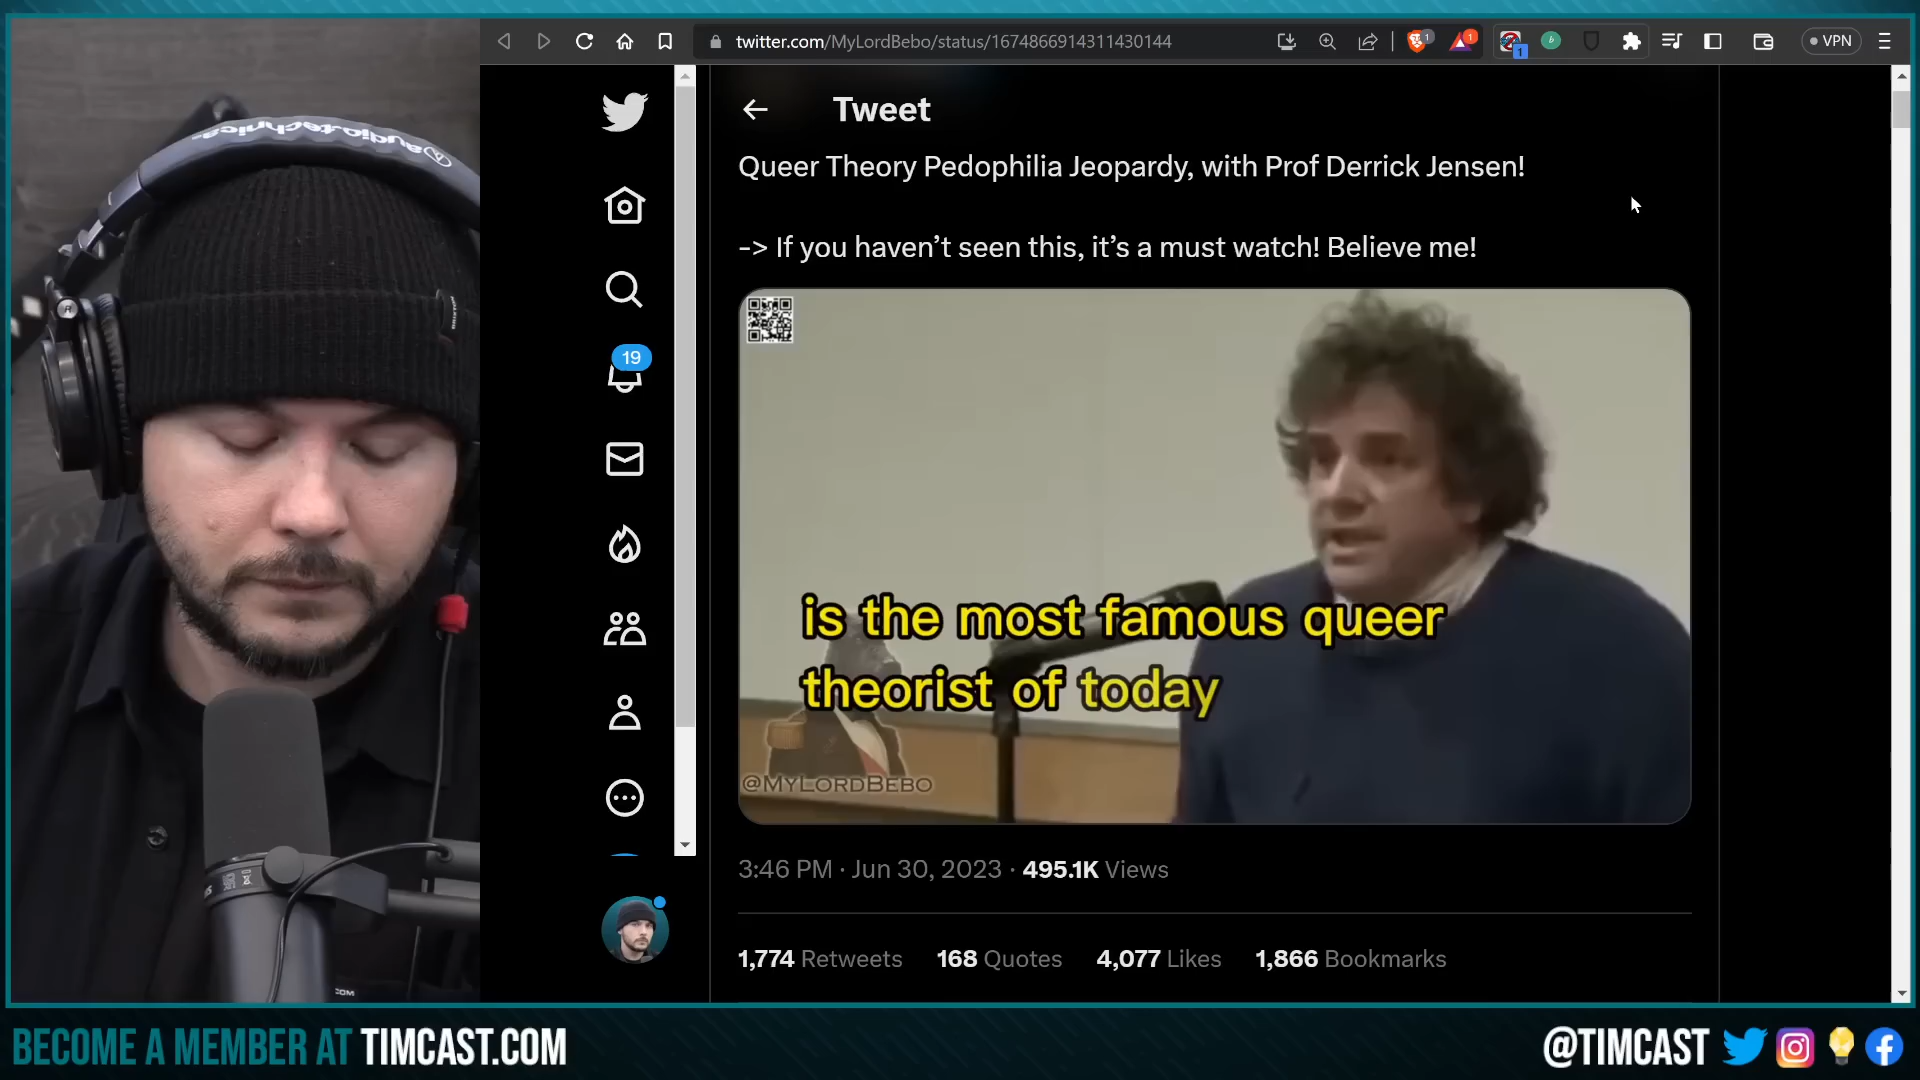 twitter.com/MyLordBebo/status/1674866914311430144
VPN
Tweet
Queer Theory Pedophilia Jeopardy, with Prof Derrick Jensen!
-> If you haven't seen this, it's a must watch! Believe me!
19
is the most famous queer
theorist of today
@MYLORDBEBO
3:46 PM · Jun 30, 2023 · 495.1K Views
1,774 Retweets 168 Quotes 4,077 Likes 1,866 Bookmarks
audio-technica
R
BECOME A MEMBER AT TIMCAST.COM
@TIMCAST